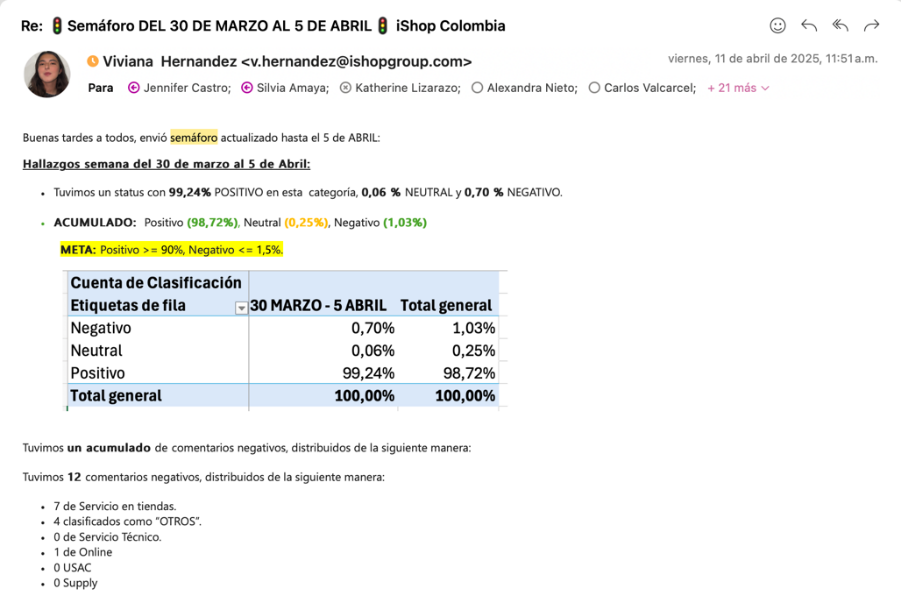 Re: 🚦Semáforo DEL 30 DE MARZO AL 5 DE ABRIL🚦 iShop Colombia
Viviana Hernandez <v.hernandez@ishopgroup.com>
viernes, 11 de abril de 2025, 11:51 a.m.
Para Jennifer Castro; Silvia Amaya; Katherine Lizarazo; Alexandra Nieto; Carlos Valcarcel; + 21 más
Buenas tardes a todos, envió semáforo actualizado hasta el 5 de ABRIL:
Hallazgos semana del 30 de marzo al 5 de Abril:
• Tuvimos un status con 99,24% POSITIVO en esta categoría, 0,06 % NEUTRAL y 0,70 % NEGATIVO.
• ACUMULADO: Positivo (98,72%), Neutral (0,25%), Negativo (1,03%)
META: Positivo >= 90%, Negativo <= 1,5%.
Cuenta de Clasificación
Etiquetas de fila 30 MARZO - 5 ABRIL Total general
Negativo 0,70% 1,03%
Neutral 0,06% 0,25%
Positivo 99,24% 98,72%
Total general 100,00% 100,00%
Tuvimos un acumulado de comentarios negativos, distribuidos de la siguiente manera:
Tuvimos 12 comentarios negativos, distribuidos de la siguiente manera:
• 7 de Servicio en tiendas.
• 4 clasificados como “OTROS”.
• 0 de Servicio Técnico.
• 1 de Online
• 0 USAC
• 0 Supply